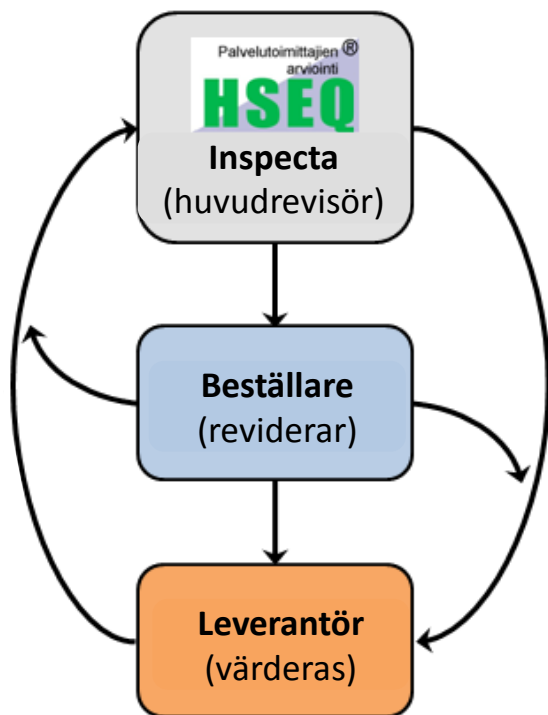 Palvelutoimittajien ®
arviointi
HSEQ
Inspecta
(huvudrevisör)
Beställare
(reviderar)
Leverantör
(värderas)